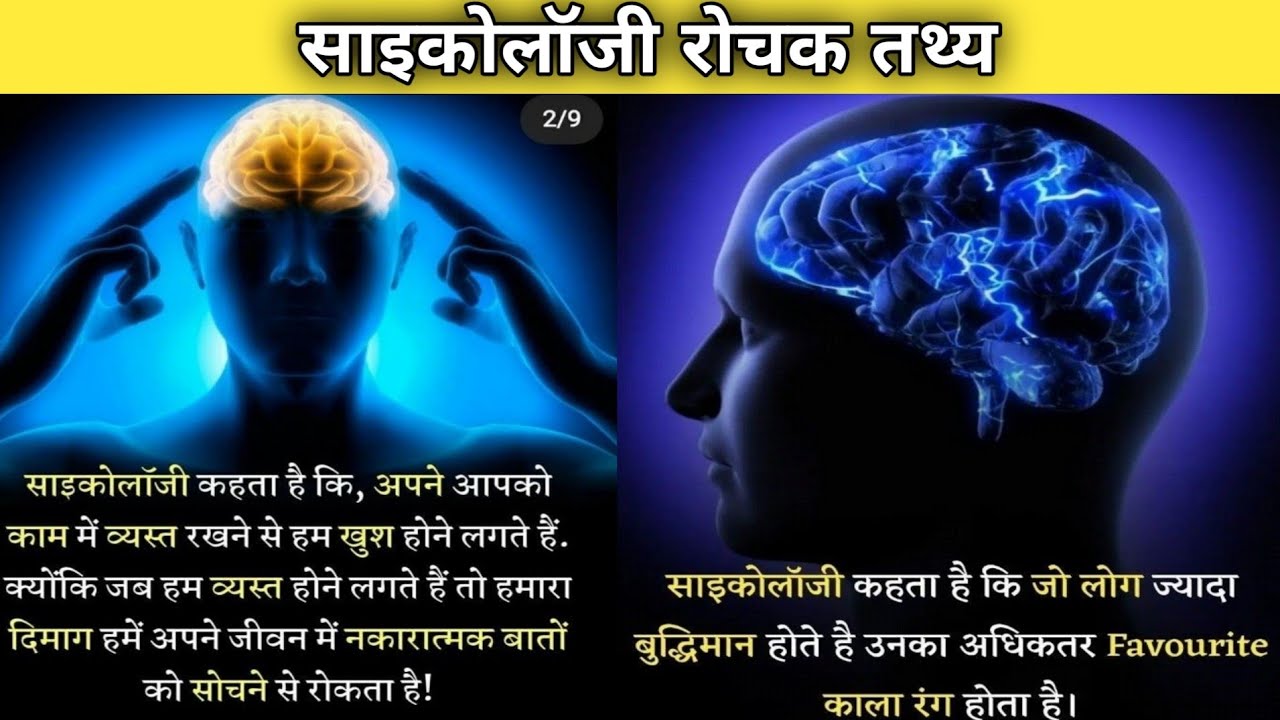 साइकोलॉजी रोचक तथ्य
2/9
साइकोलॉजी कहता है कि, अपने आपको
काम में व्यस्त रखने से हम खुश होने लगते हैं.
क्योंकि जब हम व्यस्त होने लगते हैं तो हमारा
दिमाग हमें अपने जीवन में नकारात्मक बातों
को सोचने से रोकता है!
साइकोलॉजी कहता है कि जो लोग ज्यादा
बुद्धिमान होते है उनका अधिकतर Favourite
काला रंग होता है।